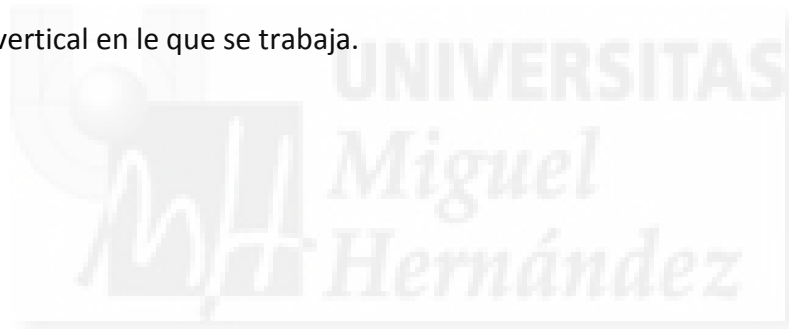 vertical en le que se trabaja.
UNIVERSITAS
Miguel
Hernández